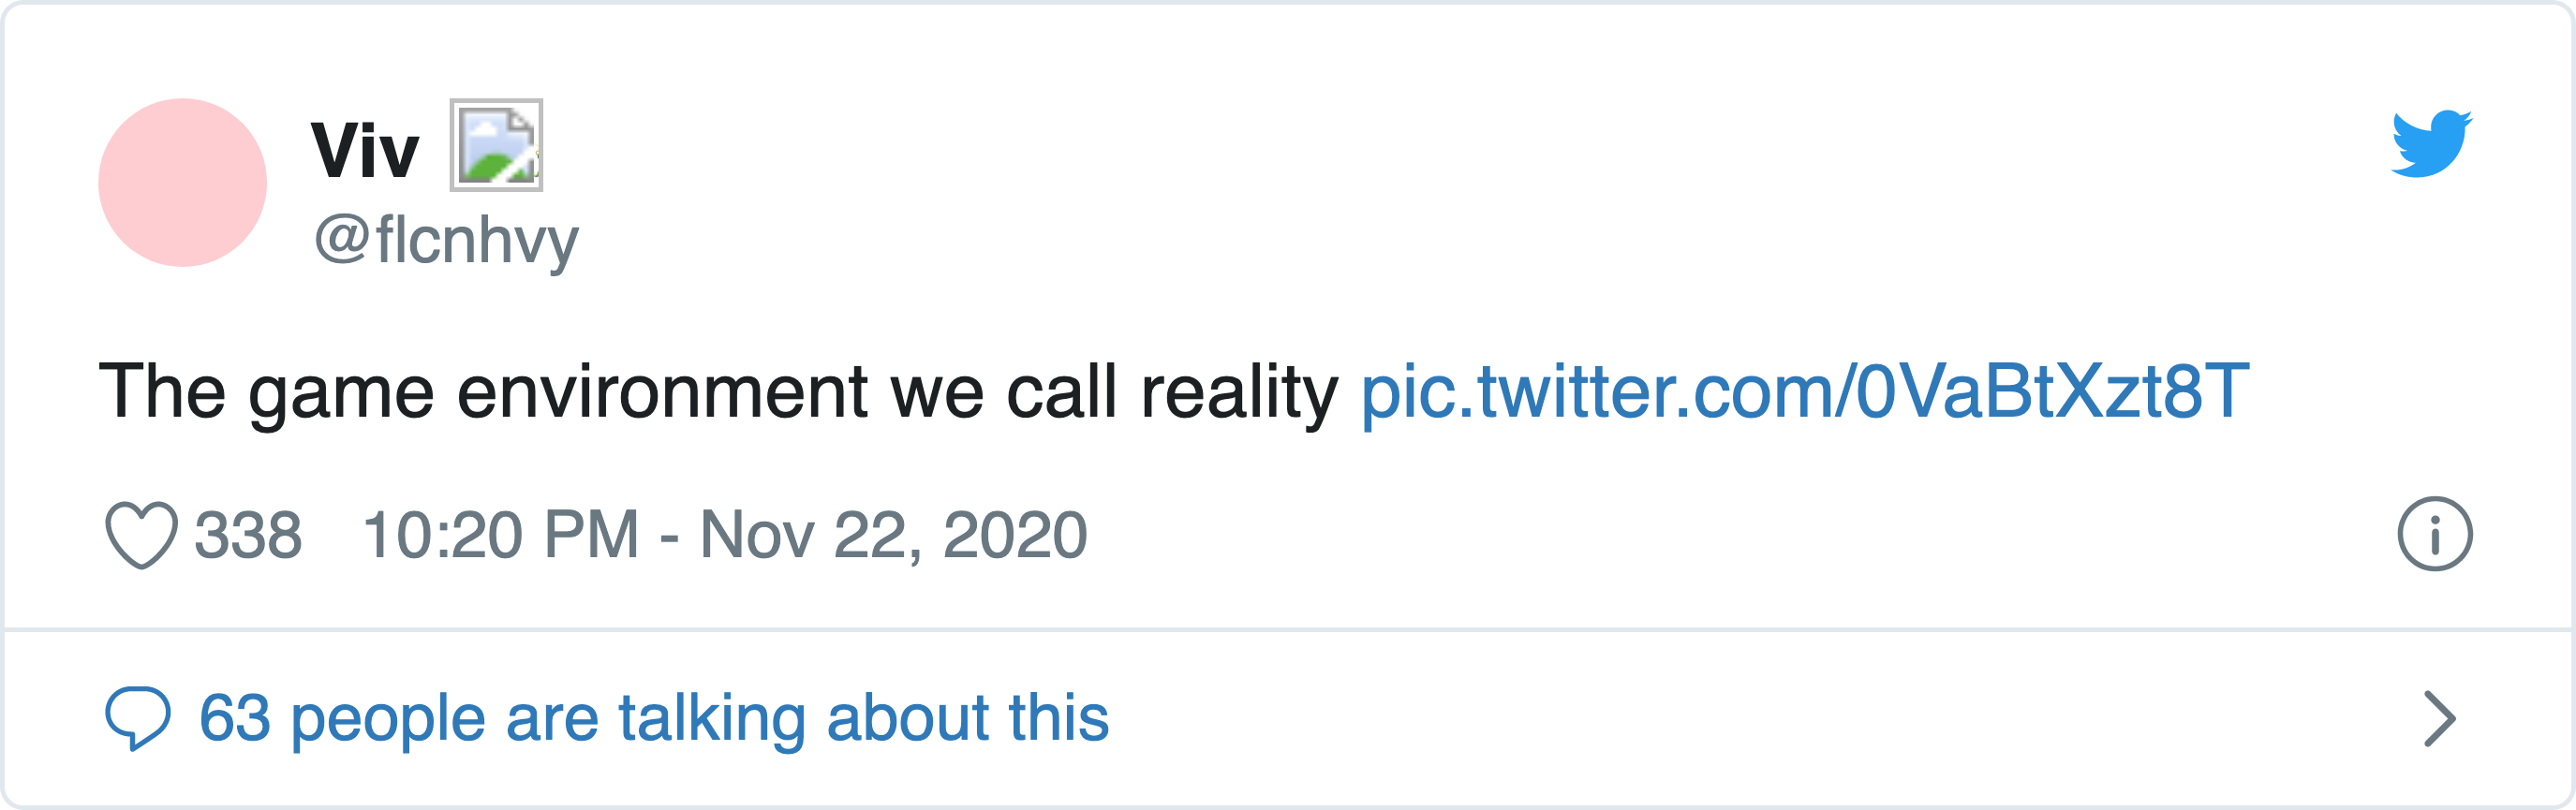 Viv
@flcnhvy
The game environment we call reality pic.twitter.com/0VaBtXzt8T
338 10:20 PM - Nov 22, 2020
63 people are talking about this